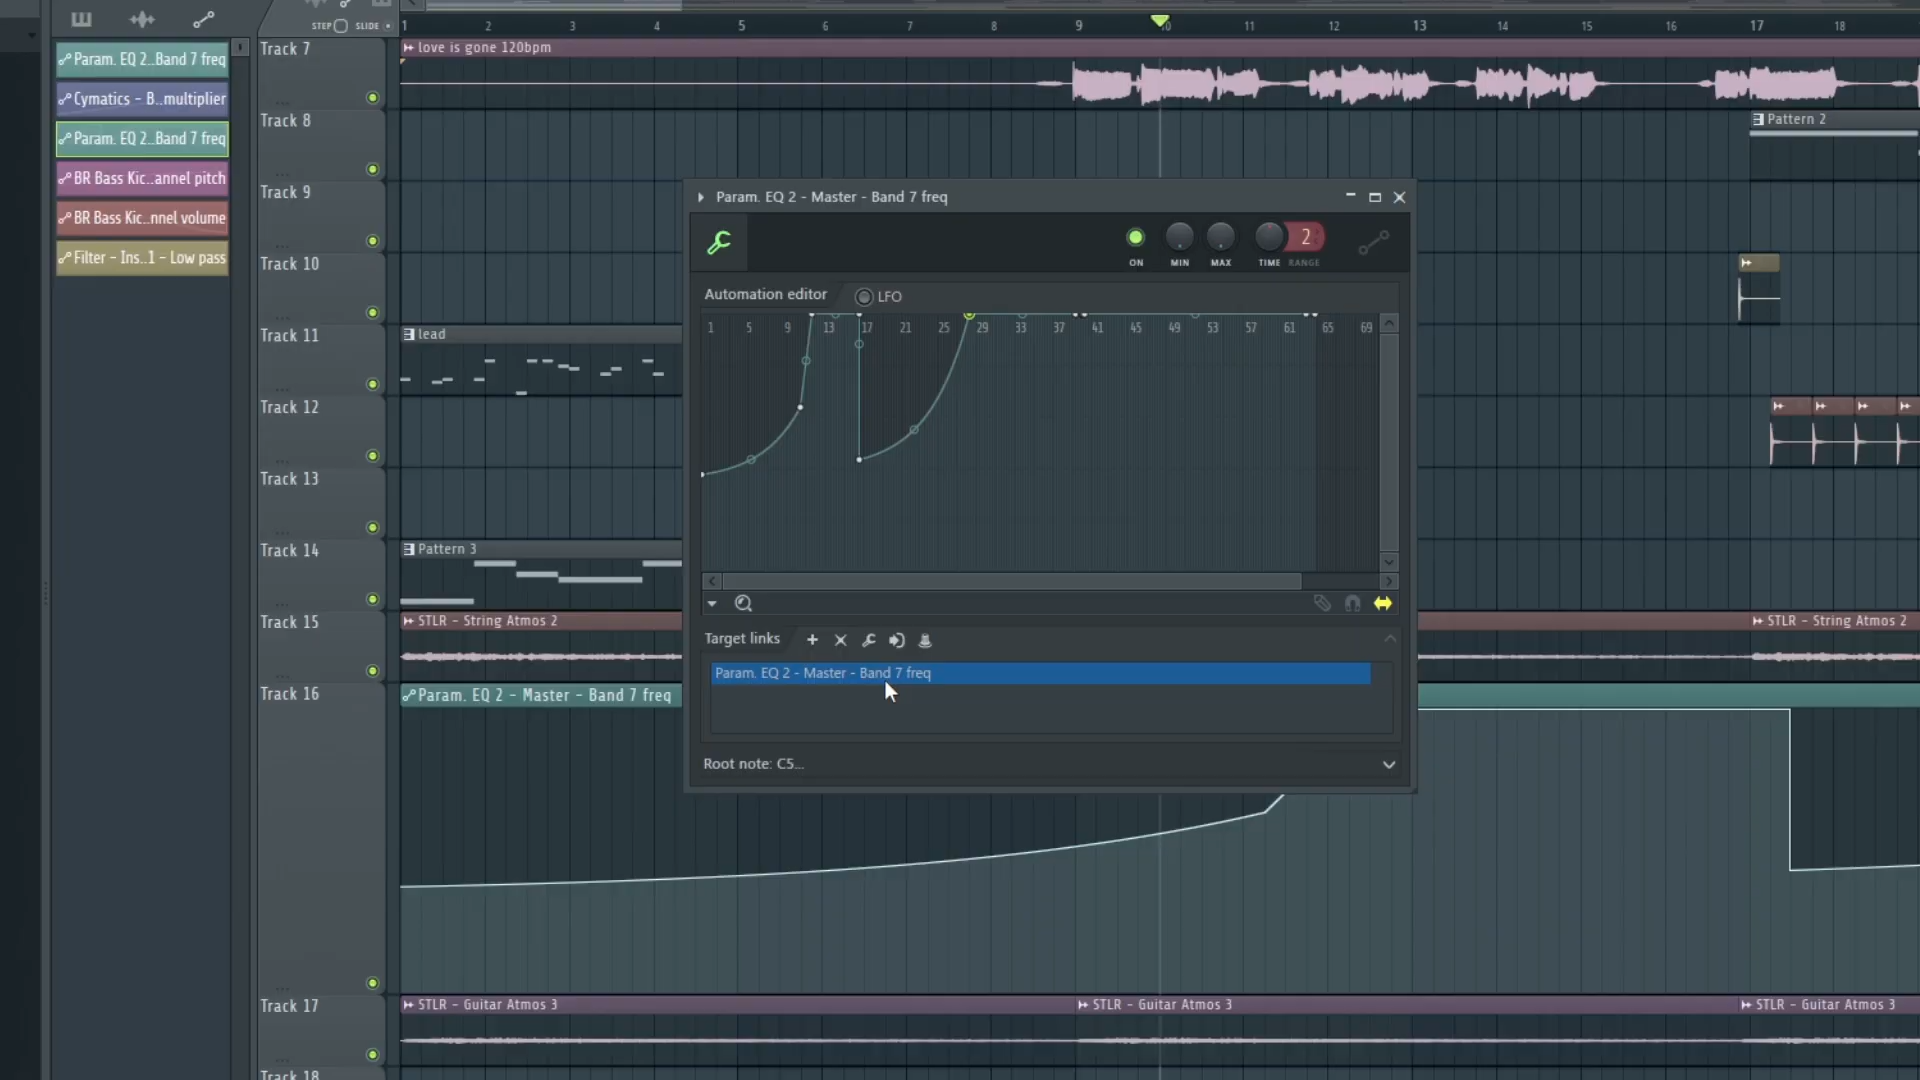 STEP SLIDE
1 2 3 4 5 6 7 8 9 10 11 12 13 14 15 16 17 18
Param. EQ 2..Band 7 freq
Cymatics - B..multiplier
Param. EQ 2..Band 7 freq
BR Bass Kic..annel pitch
BR Bass Kic..nnel volume
Filter - Ins..1 - Low pass
Track 7
love is gone 120bpm
Track 8
Pattern 2
Track 9
Track 10
Track 11
lead
Track 12
Track 13
Track 14
Pattern 3
Track 15
STLR - String Atmos 2
STLR - String Atmos 2
Track 16
Param. EQ 2 - Master - Band 7 freq
Track 17
STLR - Guitar Atmos 3
STLR - Guitar Atmos 3
STLR - Guitar Atmos 3
Track 18
Param. EQ 2 - Master - Band 7 freq
2
ON MIN MAX TIME RANGE
Automation editor LFO
1 5 9 13 17 21 25 29 33 37 41 45 49 53 57 61 65 69
Target links
Param. EQ 2 - Master - Band 7 freq
Root note: C5...